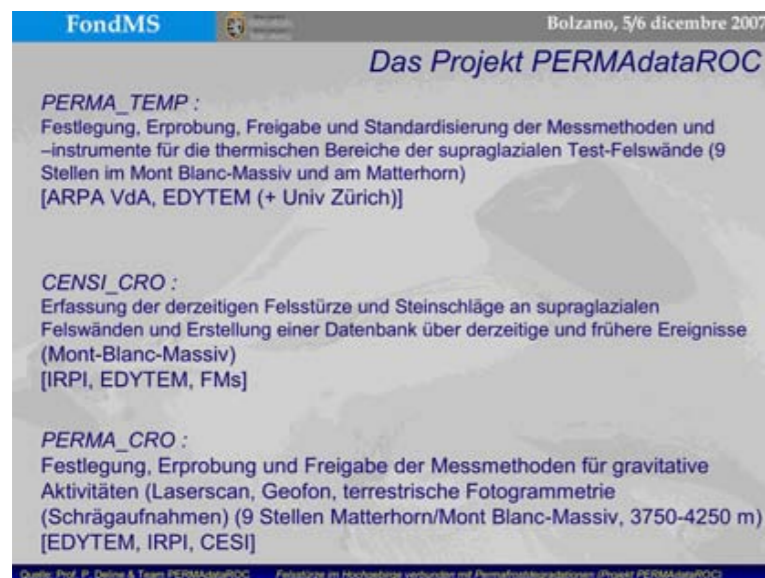 FondMS
Bolzano, 5/6 dicembre 2007
Das Projekt PERMAdataROC
PERMA_TEMP :
Festlegung, Erprobung, Freigabe und Standardisierung der Messmethoden und
–instrumente für die thermischen Bereiche der supraglazialen Test-Felswände (9
Stellen im Mont Blanc-Massiv und am Matterhorn)
[ARPA VdA, EDYTEM (+ Univ Zürich)]
CENSI_CRO :
Erfassung der derzeitigen Felsstürze und Steinschläge an supraglazialen
Felswänden und Erstellung einer Datenbank über derzeitige und frühere Ereignisse
(Mont-Blanc-Massiv)
[IRPI, EDYTEM, FMs]
PERMA_CRO :
Festlegung, Erprobung und Freigabe der Messmethoden für gravitative
Aktivitäten (Laserscan, Geofon, terrestrische Fotogrammetrie
(Schrägaufnahmen) (9 Stellen Matterhorn/Mont Blanc-Massiv, 3750-4250 m)
[EDYTEM, IRPI, CESI]
Quelle: Prof. P. Deline & Team PERMAdataROC Felsstürze im Hochgebirge verbunden mit Permafrostdegradationen (Projekt PERMAdataROC)